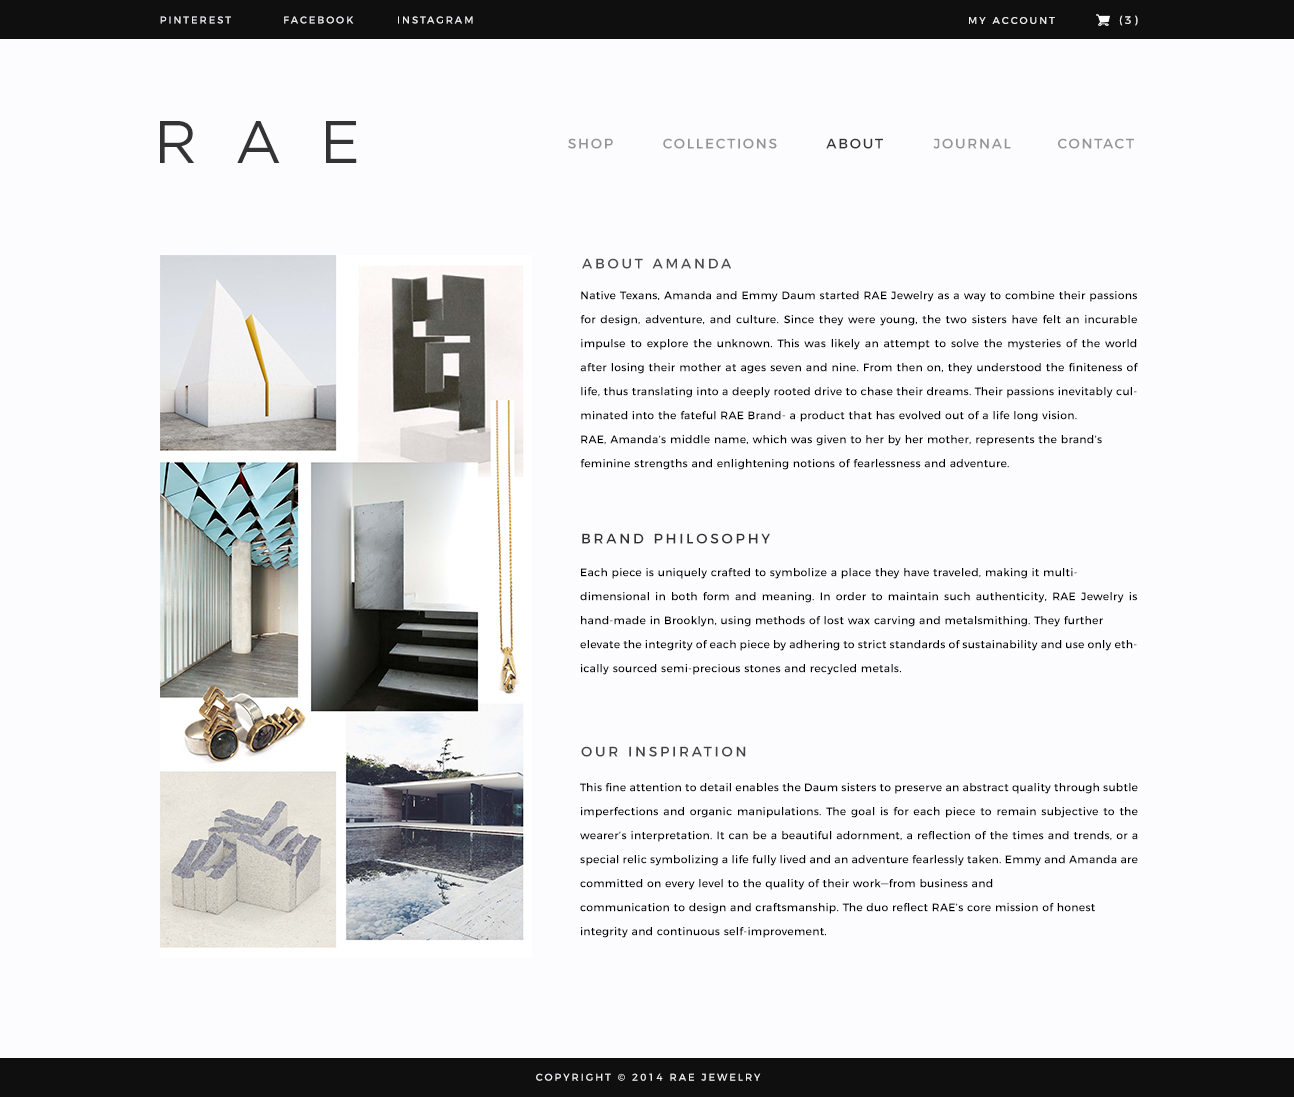 PINTEREST FACEBOOK INSTAGRAM MY ACCOUNT (3)
RAE
SHOP COLLECTIONS ABOUT JOURNAL CONTACT
ABOUT AMANDA
Native Texans, Amanda and Emmy Daum started RAE Jewelry as a way to combine their passions
for design, adventure, and culture. Since they were young, the two sisters have felt an incurable
impulse to explore the unknown. This was likely an attempt to solve the mysteries of the world
after losing their mother at ages seven and nine. From then on, they understood the finiteness of
life, thus translating into a deeply rooted drive to chase their dreams. Their passions inevitably cul-
minated into the fateful RAE Brand- a product that has evolved out of a life long vision.
RAE, Amanda's middle name, which was given to her by her mother, represents the brand's
feminine strengths and enlightening notions of fearlessness and adventure.
BRAND PHILOSOPHY
Each piece is uniquely crafted to symbolize a place they have traveled, making it multi-
dimensional in both form and meaning. In order to maintain such authenticity, RAE Jewelry is
hand-made in Brooklyn, using methods of lost wax carving and metalsmithing. They further
elevate the integrity of each piece by adhering to strict standards of sustainability and use only eth-
ically sourced semi-precious stones and recycled metals.
OUR INSPIRATION
This fine attention to detail enables the Daum sisters to preserve an abstract quality through subtle
imperfections and organic manipulations. The goal is for each piece to remain subjective to the
wearer's interpretation. It can be a beautiful adornment, a reflection of the times and trends, or a
special relic symbolizing a life fully lived and an adventure fearlessly taken. Emmy and Amanda are
committed on every level to the quality of their work—from business and
communication to design and craftsmanship. The duo reflect RAE's core mission of honest
integrity and continuous self-improvement.
COPYRIGHT © 2014 RAE JEWELRY